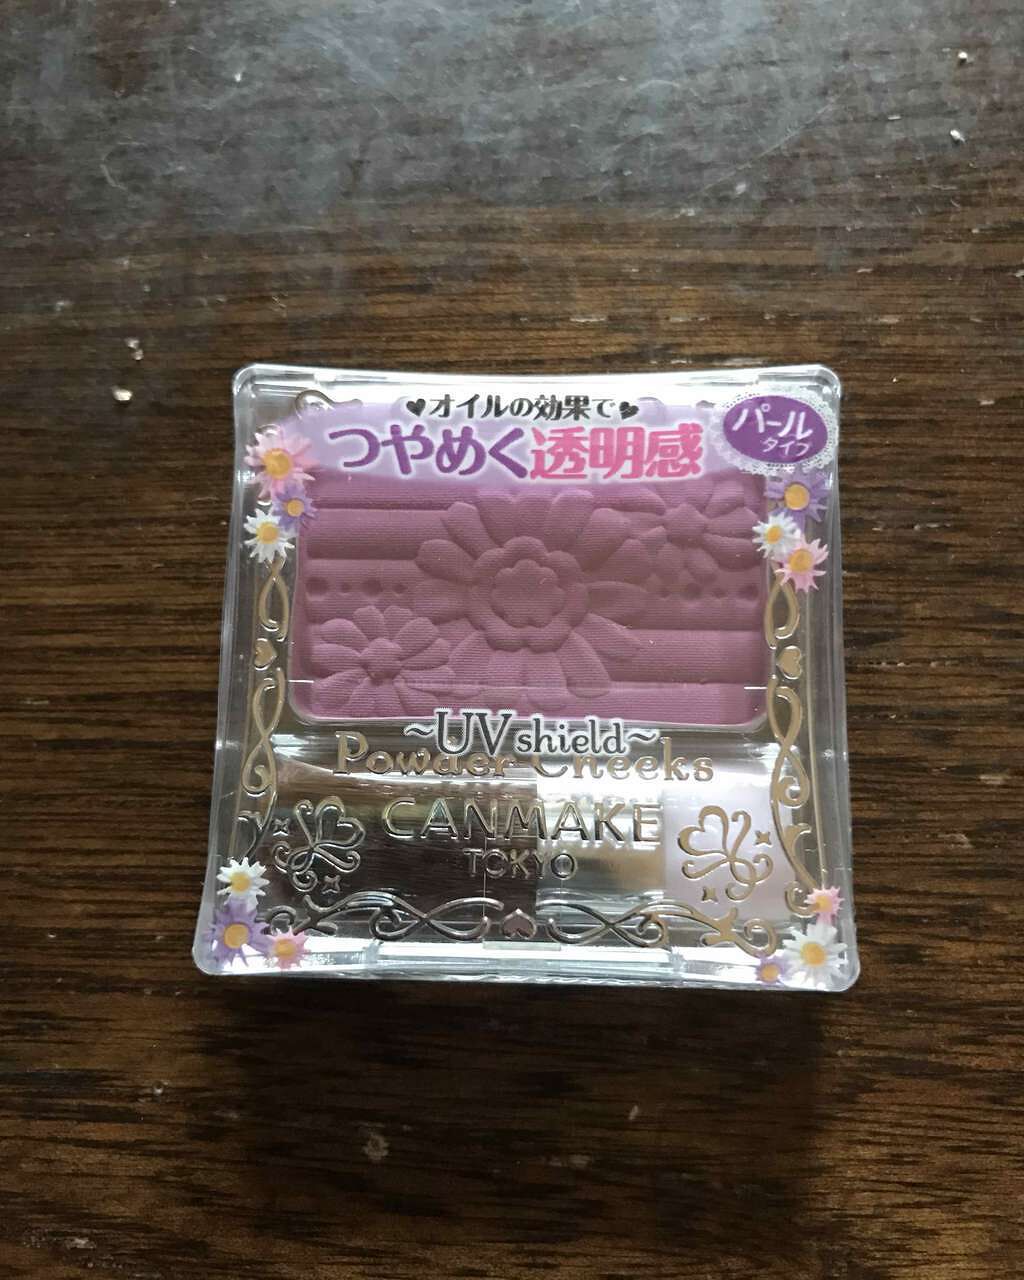 ♥オイルの効果で♥
つやめく透明感
パール
タイプ
~UV shield~
Powder Cheeks
CANMAKE
TOKYO